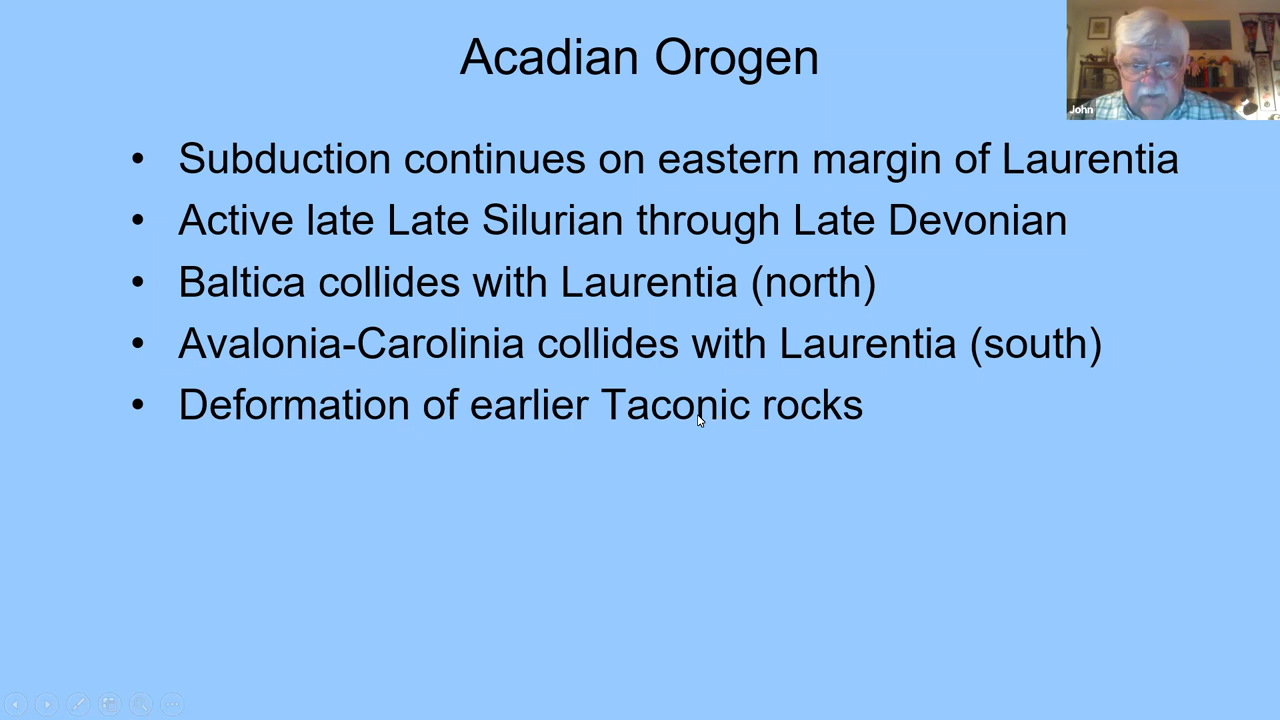 Acadian Orogen
John
• Subduction continues on eastern margin of Laurentia
• Active late Late Silurian through Late Devonian
• Baltica collides with Laurentia (north)
• Avalonia-Carolinia collides with Laurentia (south)
• Deformation of earlier Taconic rocks